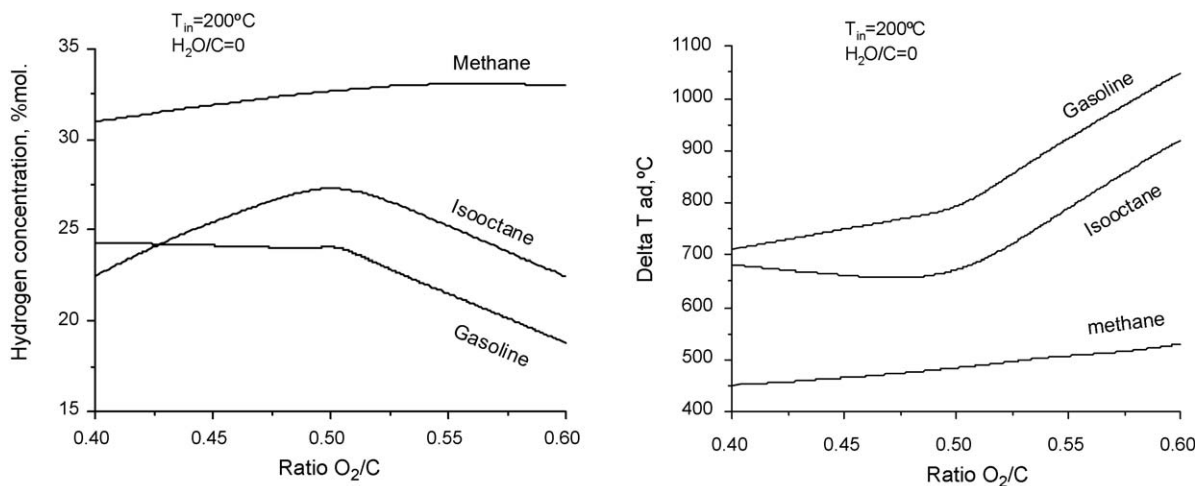 T_in=200ºC
H₂O/C=0
Hydrogen concentration, %mol.
35
30
25
20
15
Methane
Isooctane
Gasoline
0.40 0.45 0.50 0.55 0.60
Ratio O₂/C
T_in=200ºC
H₂O/C=0
Delta T ad,ºC
1100
1000
900
800
700
600
500
400
Gasoline
Isooctane
methane
0.40 0.45 0.50 0.55 0.60
Ratio O₂/C